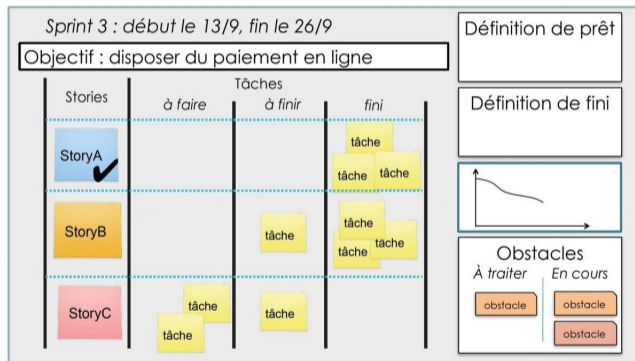 Sprint 3 : début le 13/9, fin le 26/9
Objectif : disposer du paiement en ligne
Stories
Tâches
à faire
à finir
fini
StoryA
tâche
tâche
tâche
StoryB
tâche
tâche
tâche
tâche
StoryC
tâche
tâche
tâche
Définition de prêt
Définition de fini
Obstacles
À traiter
En cours
obstacle
obstacle
obstacle